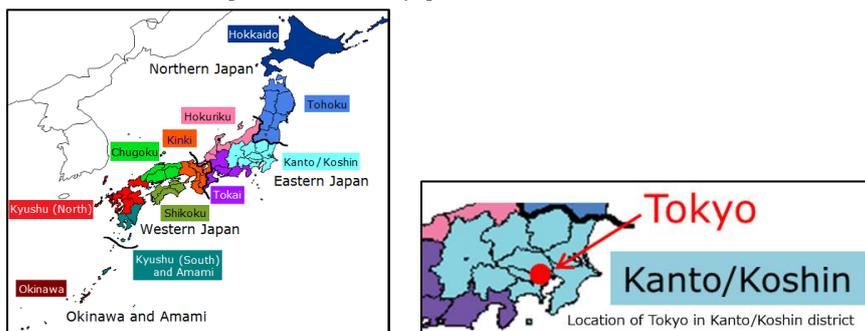 Hokkaido
Northern Japan
Tohoku
Hokuriku
Kinki
Chugoku
Kanto/Koshin
Eastern Japan
Tokai
Kyushu (North)
Shikoku
Western Japan
Kyushu (South)
and Amami
Okinawa
Okinawa and Amami
Tokyo
Kanto/Koshin
Location of Tokyo in Kanto/Koshin district